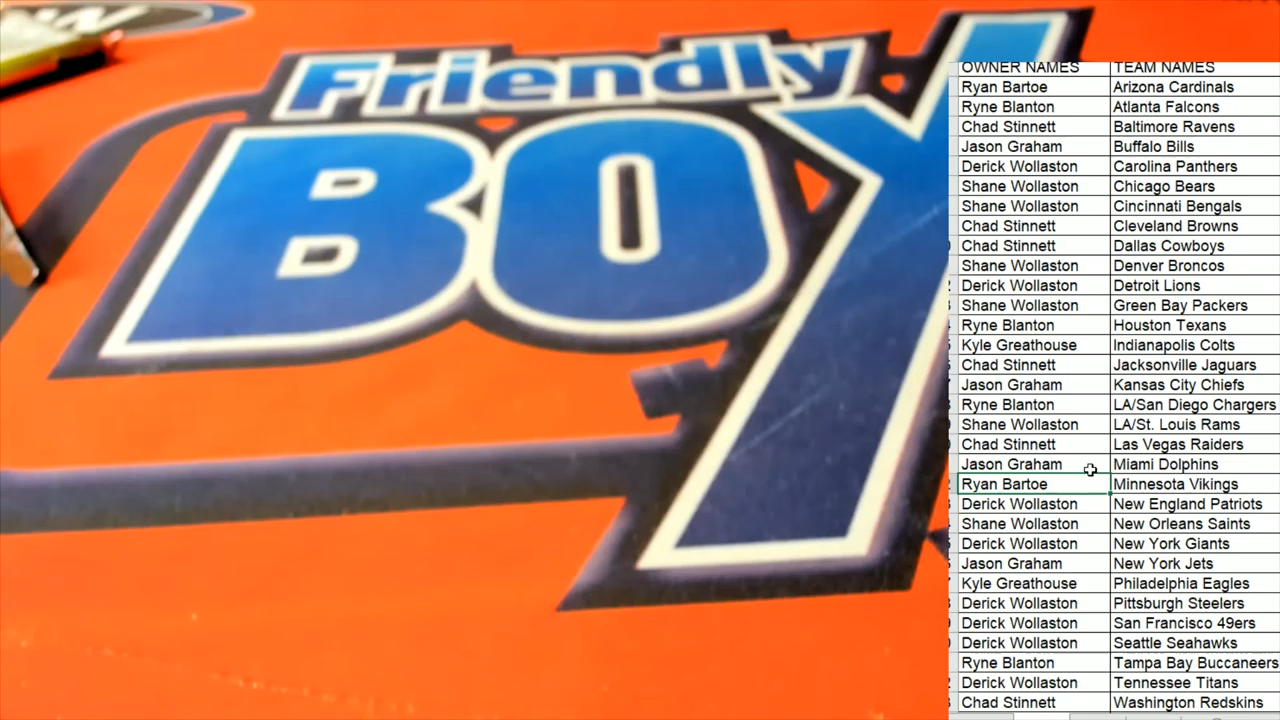 Friendly
BOY
OWNER NAMES TEAM NAMES
Ryan Bartoe Arizona Cardinals
Ryne Blanton Atlanta Falcons
Chad Stinnett Baltimore Ravens
Jason Graham Buffalo Bills
Derick Wollaston Carolina Panthers
Shane Wollaston Chicago Bears
Shane Wollaston Cincinnati Bengals
Chad Stinnett Cleveland Browns
Chad Stinnett Dallas Cowboys
Shane Wollaston Denver Broncos
Derick Wollaston Detroit Lions
Shane Wollaston Green Bay Packers
Ryne Blanton Houston Texans
Kyle Greathouse Indianapolis Colts
Chad Stinnett Jacksonville Jaguars
Jason Graham Kansas City Chiefs
Ryne Blanton LA/San Diego Chargers
Shane Wollaston LA/St. Louis Rams
Chad Stinnett Las Vegas Raiders
Jason Graham Miami Dolphins
Ryan Bartoe Minnesota Vikings
Derick Wollaston New England Patriots
Shane Wollaston New Orleans Saints
Derick Wollaston New York Giants
Jason Graham New York Jets
Kyle Greathouse Philadelphia Eagles
Derick Wollaston Pittsburgh Steelers
Derick Wollaston San Francisco 49ers
Derick Wollaston Seattle Seahawks
Ryne Blanton Tampa Bay Buccaneers
Derick Wollaston Tennessee Titans
Chad Stinnett Washington Redskins